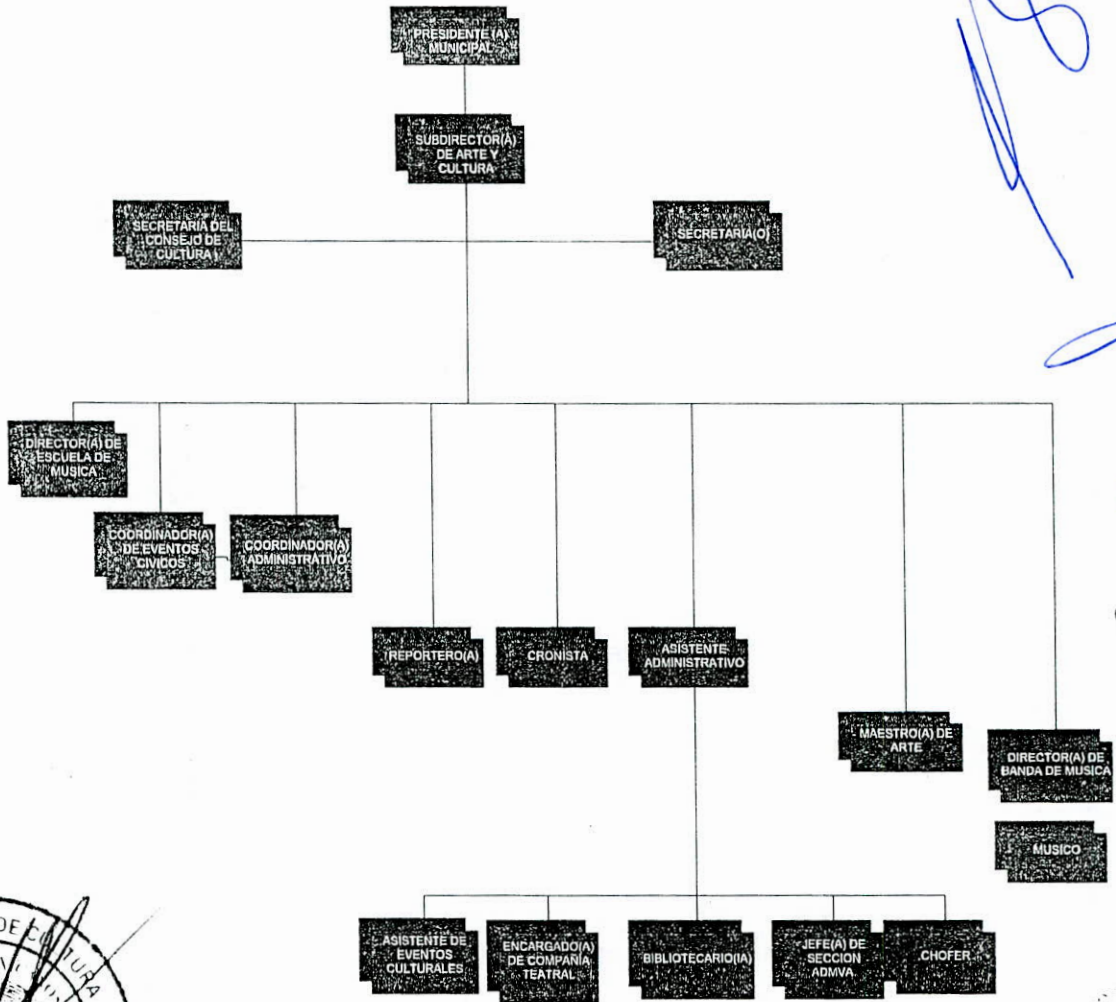 PRESIDENTE (A)
MUNICIPAL
SUBDIRECTOR(A)
DE ARTE Y
CULTURA
SECRETARIA DEL
CONSEJO DE
CULTURA
SECRETARIA(O)
DIRECTOR(A) DE
ESCUELA DE
MUSICA
COORDINADOR(A)
DE EVENTOS
CIVICOS
COORDINADOR(A)
ADMINISTRATIVO
REPORTERO(A)
CRONISTA
ASISTENTE
ADMINISTRATIVO
MAESTRO(A) DE
ARTE
DIRECTOR(A) DE
BANDA DE MUSICA
MUSICO
ASISTENTE DE
EVENTOS
CULTURALES
ENCARGADO(A)
DE COMPAÑIA
TEATRAL
BIBLIOTECARIO(IA)
JEFE(A) DE
SECCION
ADMVA
CHOFER
DE CULTURA